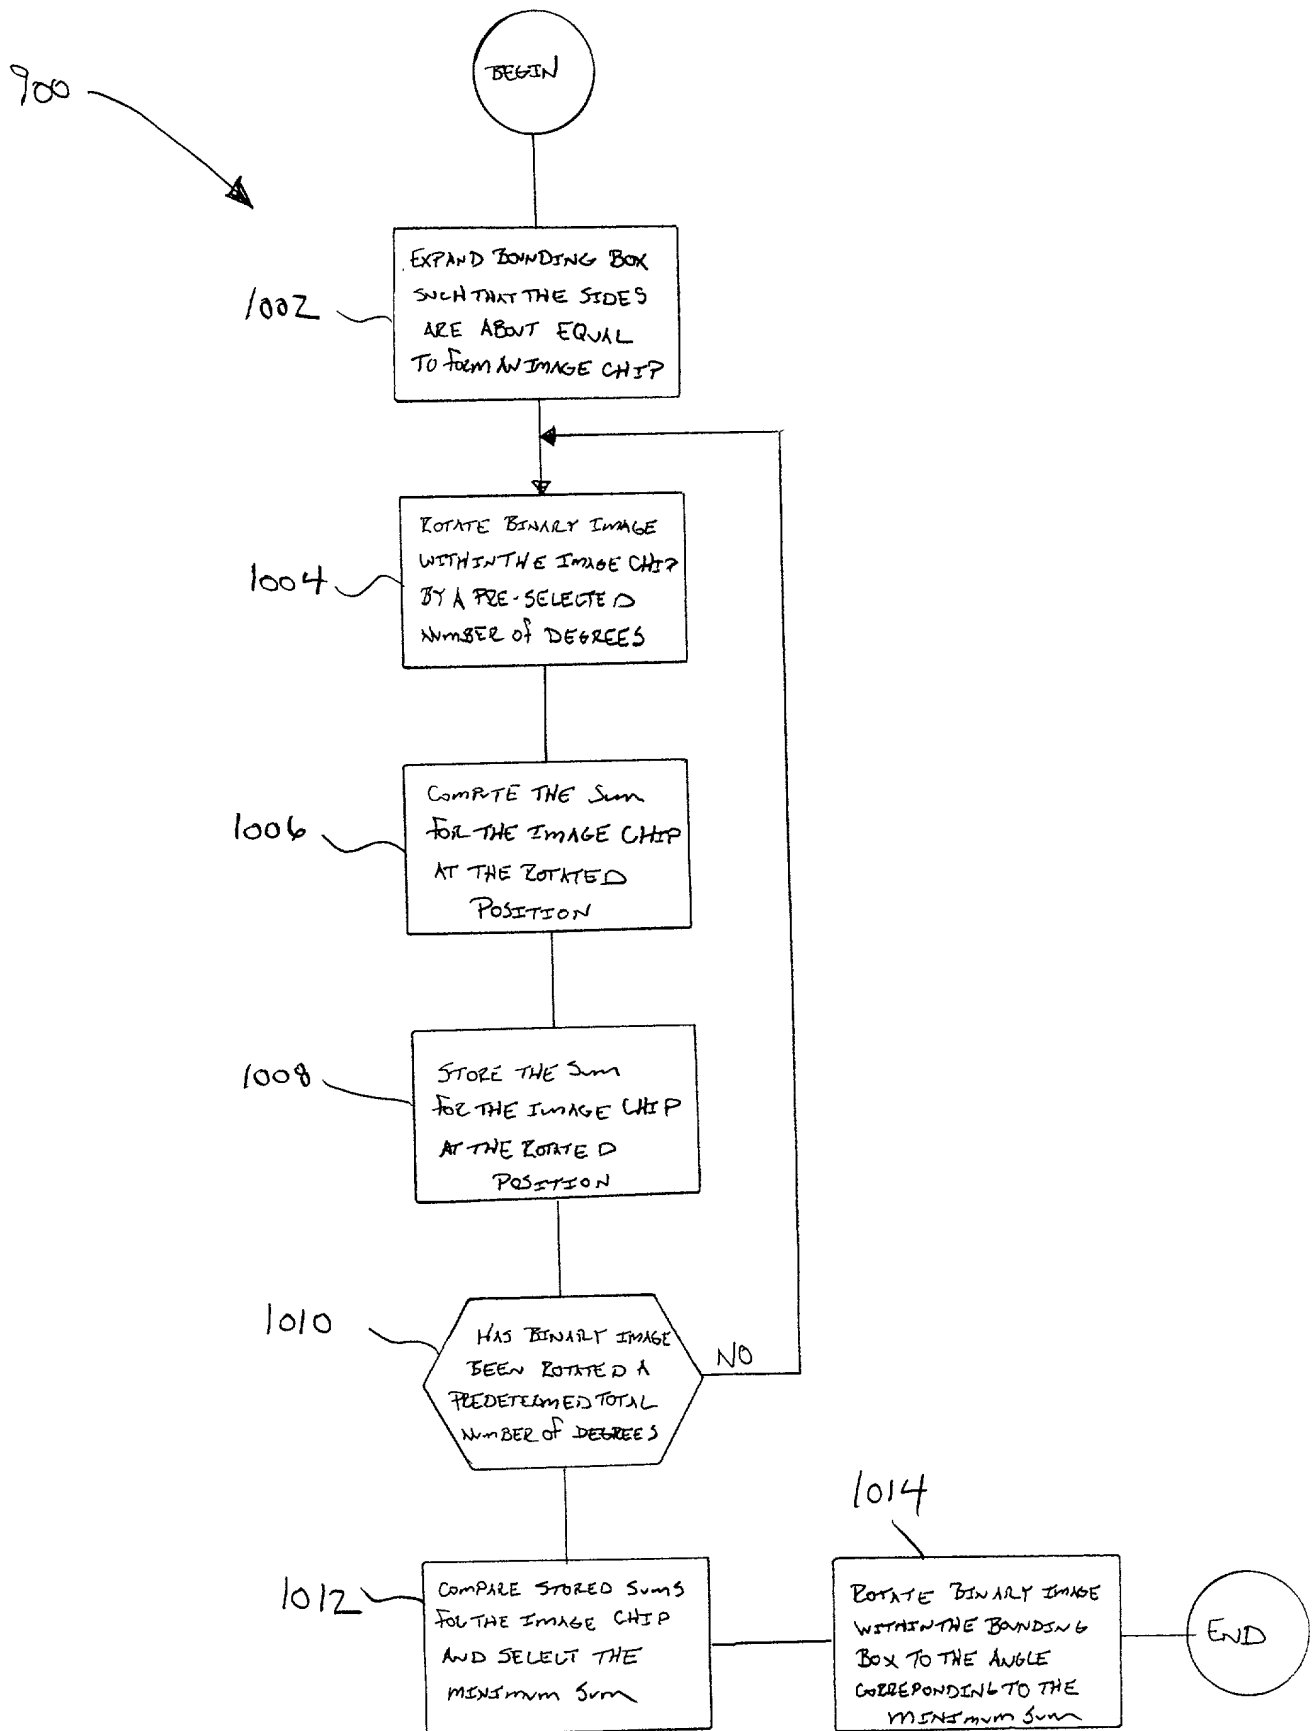 900
BEGIN
1002
EXPAND BOUNDING BOX
SUCH THAT THE SIDES
ARE ABOUT EQUAL
TO FORM AN IMAGE CHIP
1004
ROTATE BINARY IMAGE
WITHIN THE IMAGE CHIP
BY A PRE-SELECTED
NUMBER of DEGREES
1006
COMPUTE THE SUM
FOR THE IMAGE CHIP
AT THE ROTATED
POSITION
1008
STORE THE SUM
FOR THE IMAGE CHIP
AT THE ROTATED
POSITION
1010
HAS BINARY IMAGE
BEEN ROTATED A
PREDETERMED TOTAL
NUMBER of DEGREES
NO
1012
COMPARE STORED SUMS
FOR THE IMAGE CHIP
AND SELECT THE
MINIMUM SUM
1014
ROTATE BINARY IMAGE
WITHIN THE BOUNDING
BOX TO THE ANGLE
CORREPONDING TO THE
MINIMUM SUM
END